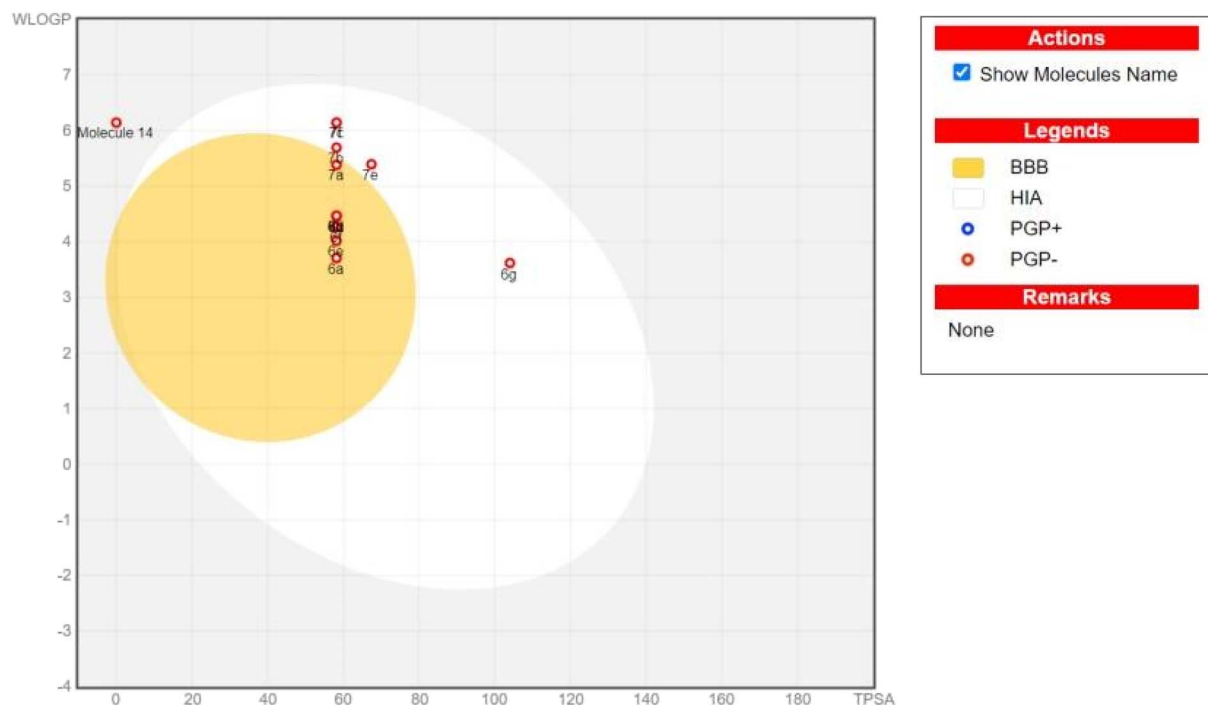 WLOGP
7
6
5
4
3
2
1
0
-1
-2
-3
-4
0 20 40 60 80 100 120 140 160 180 TPSA
Molecule 14
7b
7a
7e
6e
6a
6g
Actions
Show Molecules Name
Legends
BBB
HIA
PGP+
PGP-
Remarks
None